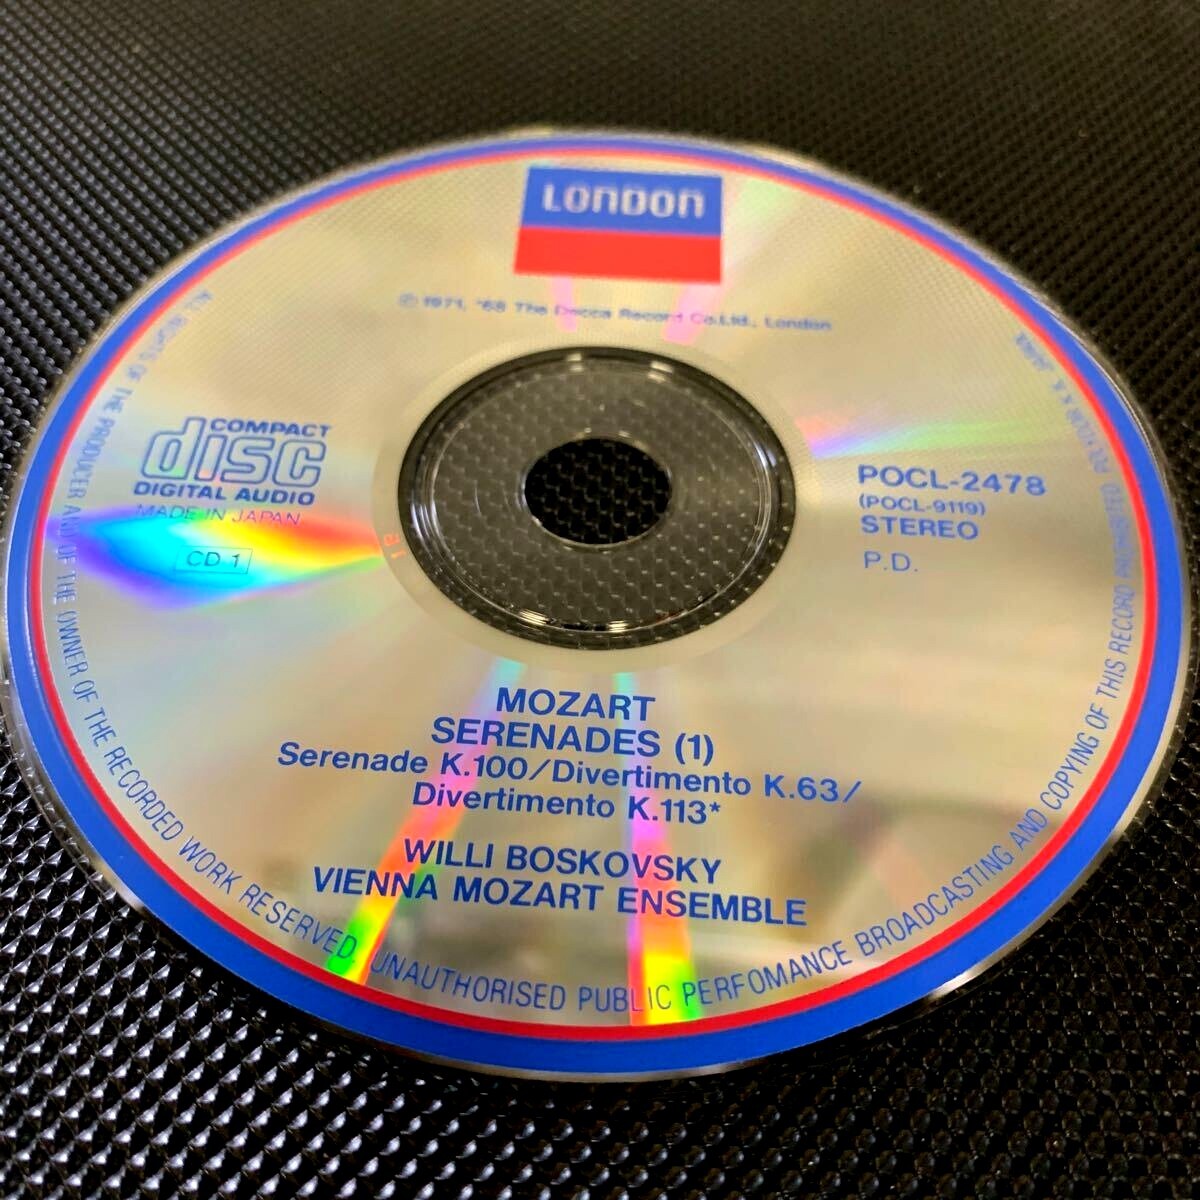 LONDON
℗ 1971, '68 The Decca Record Co.Ltd., London
COMPACT
disc
DIGITAL AUDIO
MADE IN JAPAN
CD 1
POCL-2478
(POCL-9119)
STEREO
P.D.
MOZART
SERENADES (1)
Serenade K.100/Divertimento K.63/
Divertimento K.113*
WILLI BOSKOVSKY
VIENNA MOZART ENSEMBLE
ALL RIGHTS OF THE PRODUCER AND OF THE OWNER OF THE RECORDED WORK RESERVED. UNAUTHORISED PUBLIC PERFOMANCE BROADCASTING AND COPYING OF THIS RECORD PROHIBITED. POLYDOR K.K. JAPAN